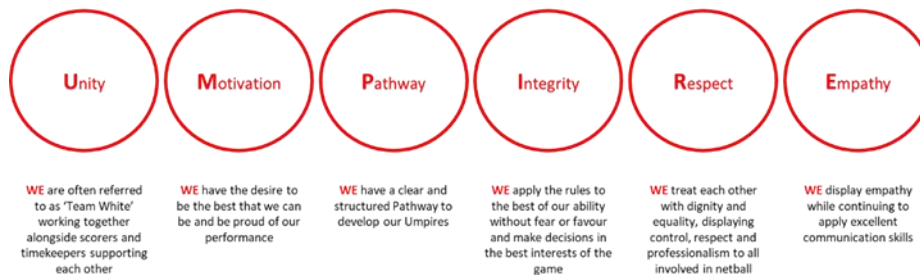 Unity
Motivation
Pathway
Integrity
Respect
Empathy
WE are often referred
to as ‘Team White’
working together
alongside scorers and
timekeepers supporting
each other
WE have the desire to
be the best that we can
be and be proud of our
performance
WE have a clear and
structured Pathway to
develop our Umpires
WE apply the rules to
the best of our ability
without fear or favour
and make decisions in
the best interests of the
game
WE treat each other
with dignity and
equality, displaying
control, respect and
professionalism to all
involved in netball
WE display empathy
while continuing to
apply excellent
communication skills